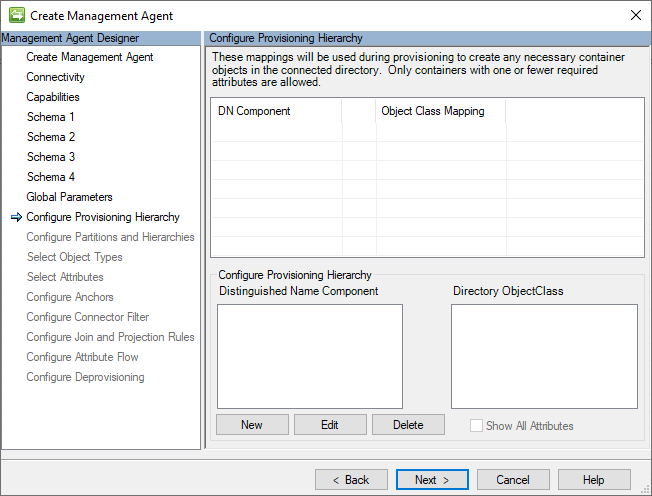 Create Management Agent
Management Agent Designer
Create Management Agent
Connectivity
Capabilities
Schema 1
Schema 2
Schema 3
Schema 4
Global Parameters
Configure Provisioning Hierarchy
Configure Partitions and Hierarchies
Select Object Types
Select Attributes
Configure Anchors
Configure Connector Filter
Configure Join and Projection Rules
Configure Attribute Flow
Configure Deprovisioning
Configure Provisioning Hierarchy
These mappings will be used during provisioning to create any necessary container
objects in the connected directory. Only containers with one or fewer required
attributes are allowed.
DN Component Object Class Mapping
Configure Provisioning Hierarchy
Distinguished Name Component Directory ObjectClass
New Edit Delete Show All Attributes
< Back Next > Cancel Help